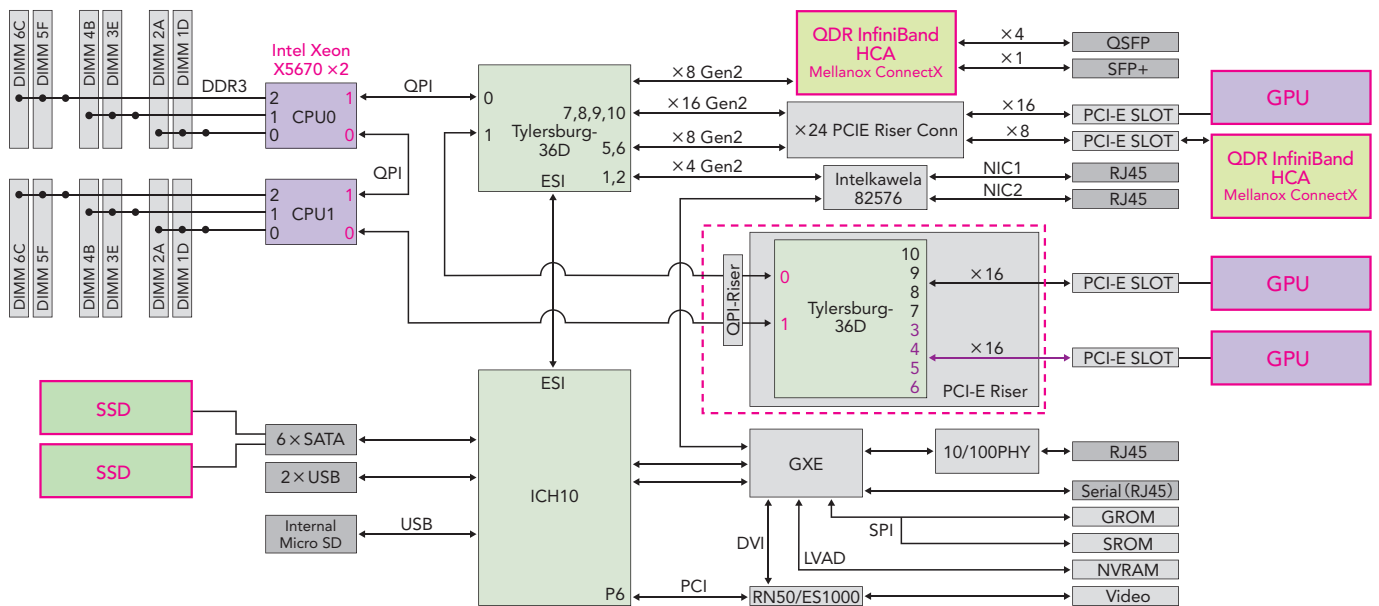 DIMM 6C
DIMM 5F
DIMM 4B
DIMM 3E
DIMM 2A
DIMM 1D
DDR3
Intel Xeon
X5670 ×2
2
1
0
CPU0
1
0
QPI
QPI
DIMM 6C
DIMM 5F
DIMM 4B
DIMM 3E
DIMM 2A
DIMM 1D
2
1
0
CPU1
1
0
0
1
7,8,9,10
Tylersburg-
36D
5,6
1,2
ESI
×8 Gen2
×16 Gen2
×8 Gen2
×4 Gen2
QDR InfiniBand
HCA
Mellanox ConnectX
×4
×1
QSFP
SFP+
×24 PCIE Riser Conn
×16
×8
PCI-E SLOT
PCI-E SLOT
GPU
QDR InfiniBand
HCA
Mellanox ConnectX
Intelkawela
82576
NIC1
NIC2
RJ45
RJ45
QPI-Riser
0
1
Tylersburg-
36D
10
9
8
7
3
4
5
6
PCI-E Riser
×16
×16
PCI-E SLOT
PCI-E SLOT
GPU
GPU
SSD
SSD
6×SATA
2×USB
Internal
Micro SD
USB
ESI
ICH10
P6
PCI
GXE
10/100PHY
RJ45
Serial(RJ45)
GROM
SROM
NVRAM
Video
SPI
DVI
LVAD
RN50/ES1000